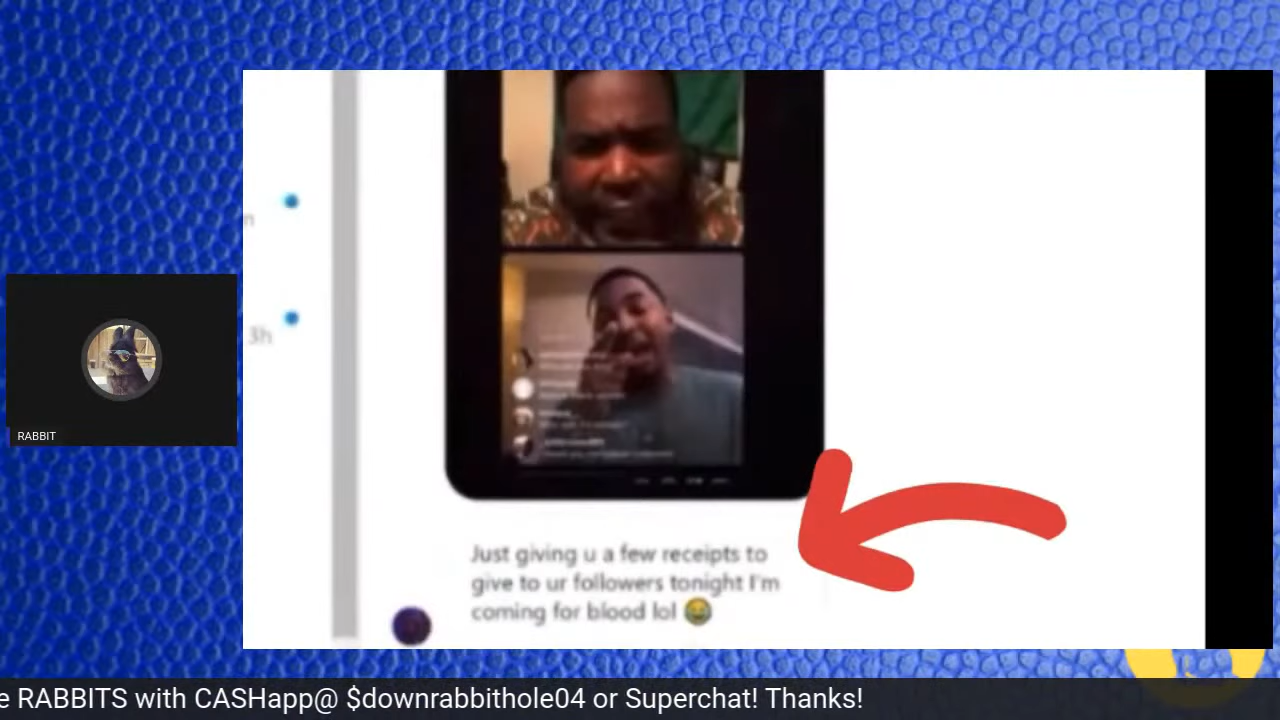 n
3h
Just giving u a few receipts to
give to ur followers tonight I'm
coming for blood lol 😂
RABBIT
e RABBITS with CASHapp@ $downrabbithole04 or Superchat! Thanks!